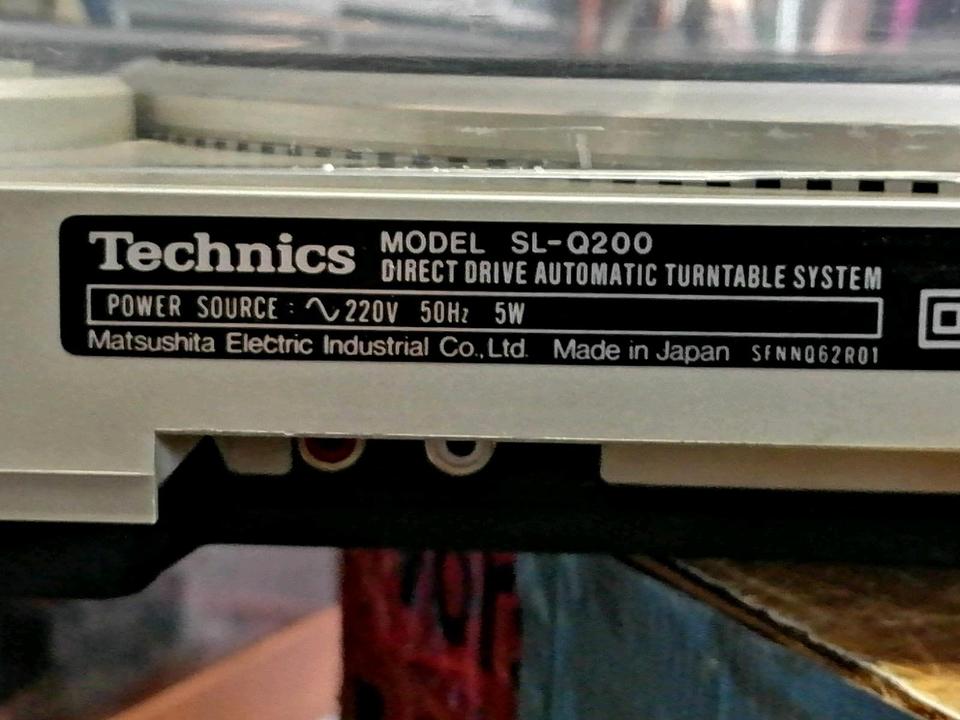 Technics MODEL SL-Q200
DIRECT DRIVE AUTOMATIC TURNTABLE SYSTEM
POWER SOURCE : ∿ 220V 50Hz 5W
Matsushita Electric Industrial Co., Ltd. Made in Japan SFNNQ62R01